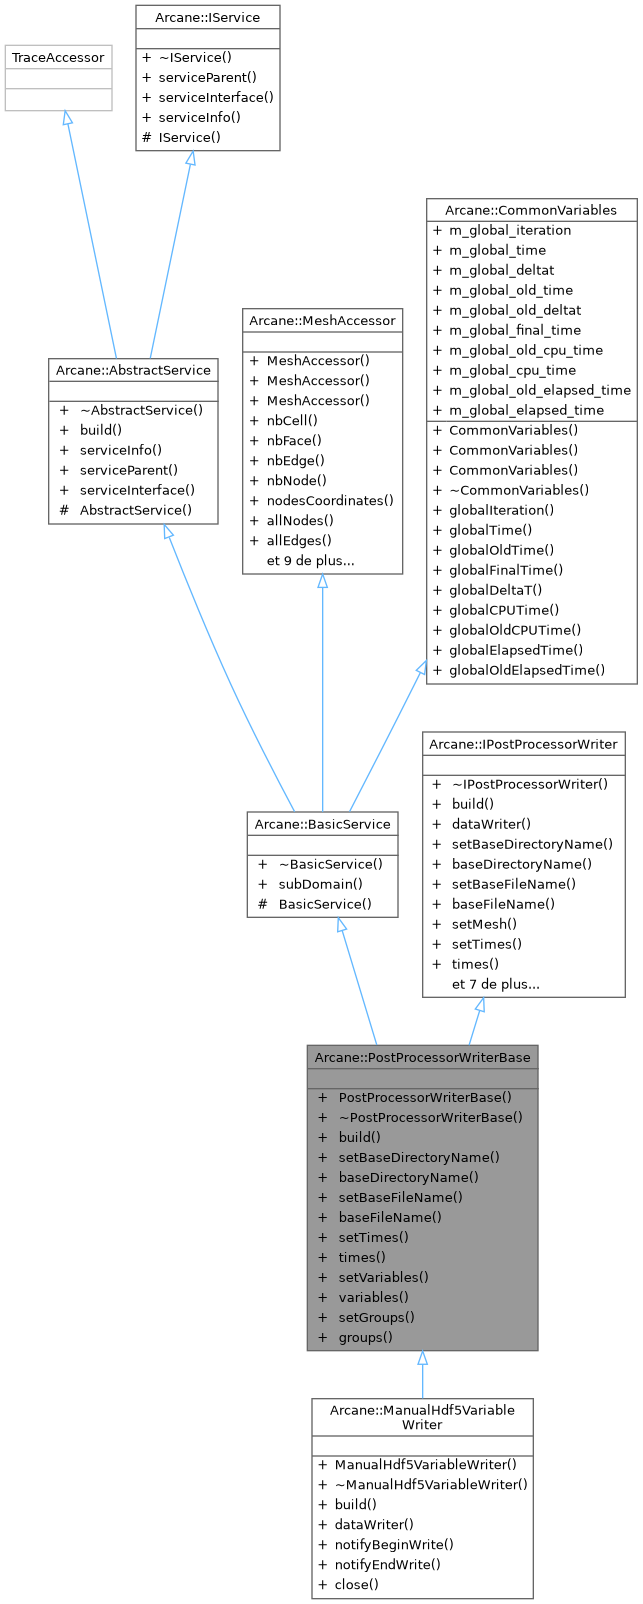 Arcane::IService
+ ~IService()
+ serviceParent()
+ serviceInterface()
+ serviceInfo()
# IService()
TraceAccessor
Arcane::CommonVariables
+ m_global_iteration
+ m_global_time
+ m_global_deltat
+ m_global_old_time
+ m_global_old_deltat
+ m_global_final_time
+ m_global_old_cpu_time
+ m_global_cpu_time
+ m_global_old_elapsed_time
+ m_global_elapsed_time
+ CommonVariables()
+ CommonVariables()
+ CommonVariables()
+ ~CommonVariables()
+ globalIteration()
+ globalTime()
+ globalOldTime()
+ globalFinalTime()
+ globalDeltaT()
+ globalCPUTime()
+ globalOldCPUTime()
+ globalElapsedTime()
+ globalOldElapsedTime()
Arcane::MeshAccessor
+ MeshAccessor()
+ MeshAccessor()
+ MeshAccessor()
+ nbCell()
+ nbFace()
+ nbEdge()
+ nbNode()
+ nodesCoordinates()
+ allNodes()
+ allEdges()
et 9 de plus...
Arcane::AbstractService
+ ~AbstractService()
+ build()
+ serviceInfo()
+ serviceParent()
+ serviceInterface()
# AbstractService()
Arcane::IPostProcessorWriter
+ ~IPostProcessorWriter()
+ build()
+ dataWriter()
+ setBaseDirectoryName()
+ baseDirectoryName()
+ setBaseFileName()
+ baseFileName()
+ setMesh()
+ setTimes()
+ times()
et 7 de plus...
Arcane::BasicService
+ ~BasicService()
+ subDomain()
# BasicService()
Arcane::PostProcessorWriterBase
+ PostProcessorWriterBase()
+ ~PostProcessorWriterBase()
+ build()
+ setBaseDirectoryName()
+ baseDirectoryName()
+ setBaseFileName()
+ baseFileName()
+ setTimes()
+ times()
+ setVariables()
+ variables()
+ setGroups()
+ groups()
Arcane::ManualHdf5Variable
Writer
+ ManualHdf5VariableWriter()
+ ~ManualHdf5VariableWriter()
+ build()
+ dataWriter()
+ notifyBeginWrite()
+ notifyEndWrite()
+ close()